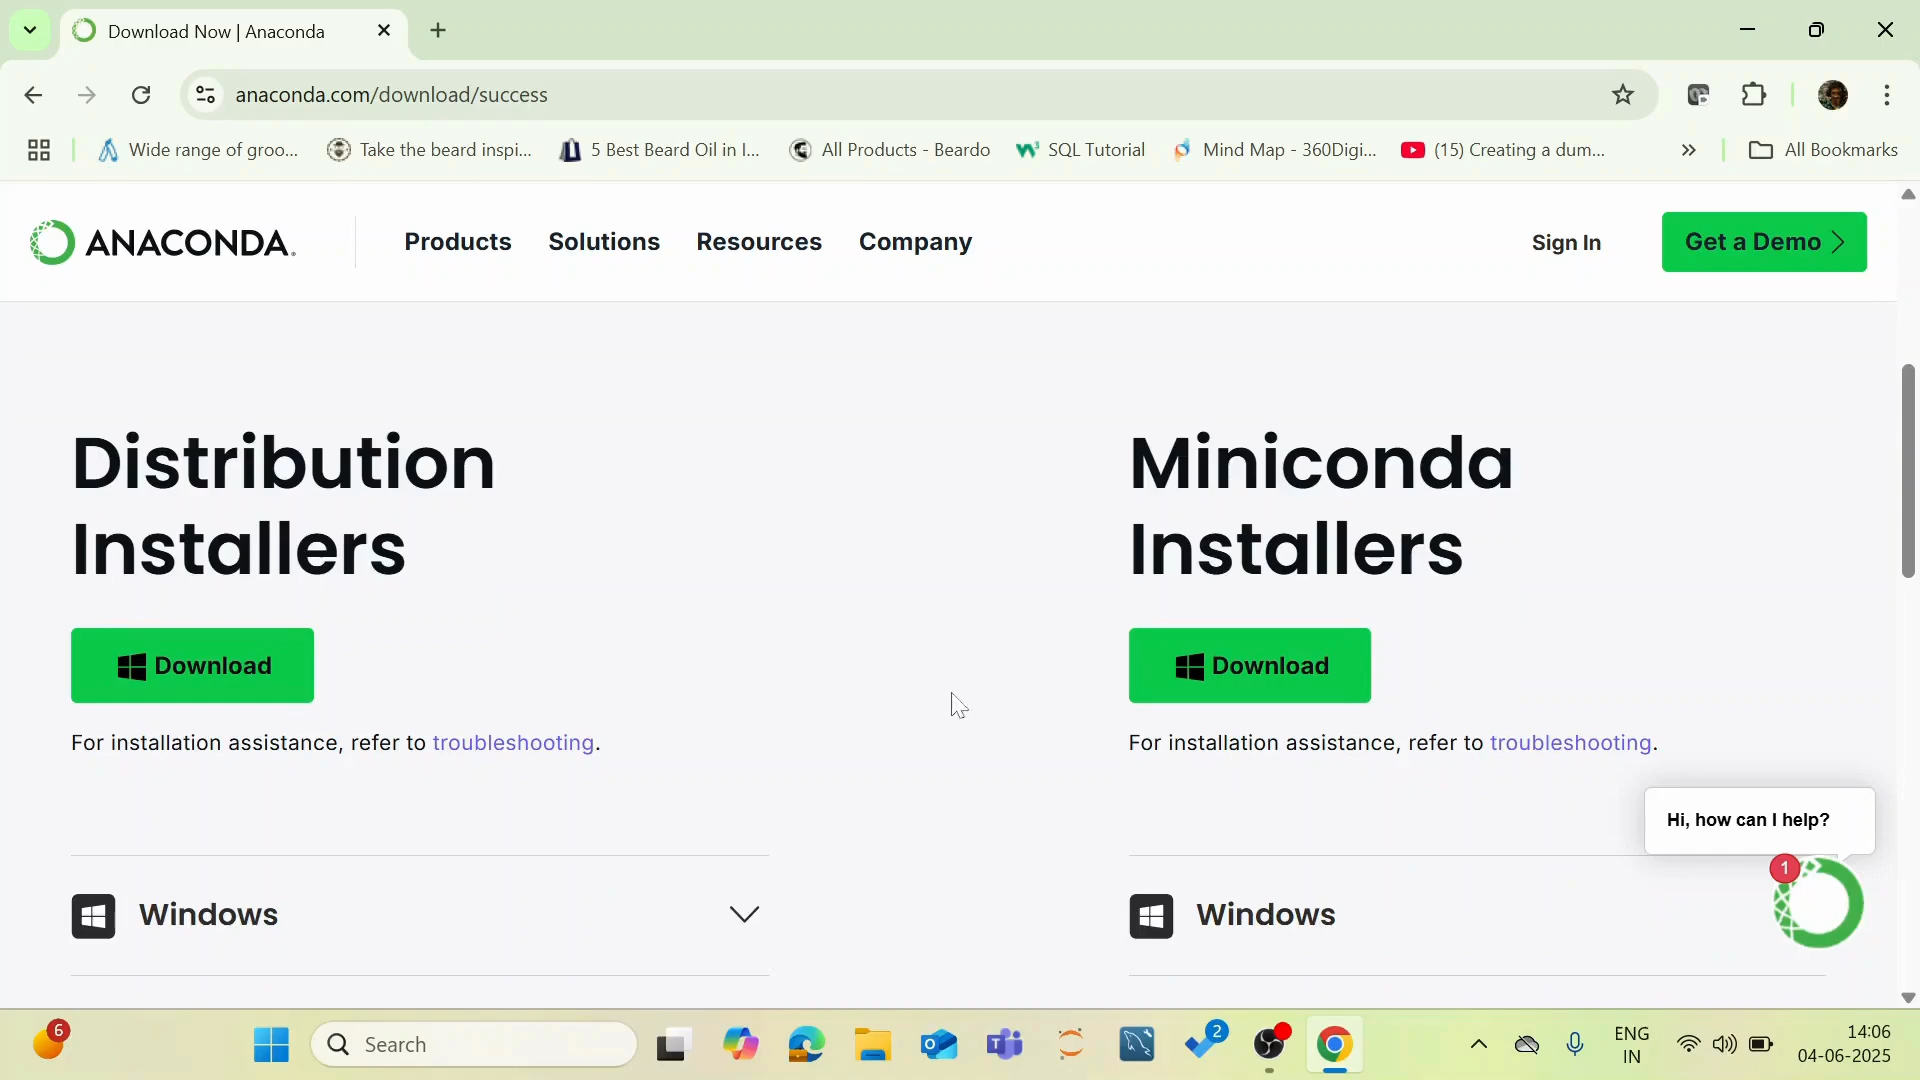 Download Now | Anaconda
anaconda.com/download/success
Wide range of groo...
Take the beard inspi...
5 Best Beard Oil in I...
All Products - Beardo
SQL Tutorial
Mind Map - 360Digi...
(15) Creating a dum...
All Bookmarks
ANACONDA.
Products
Solutions
Resources
Company
Sign In
Get a Demo
Distribution
Installers
Download
For installation assistance, refer to troubleshooting.
Windows
Miniconda
Installers
Download
For installation assistance, refer to troubleshooting.
Windows
Hi, how can I help?
1
6
Search
2
ENG
IN
14:06
04-06-2025